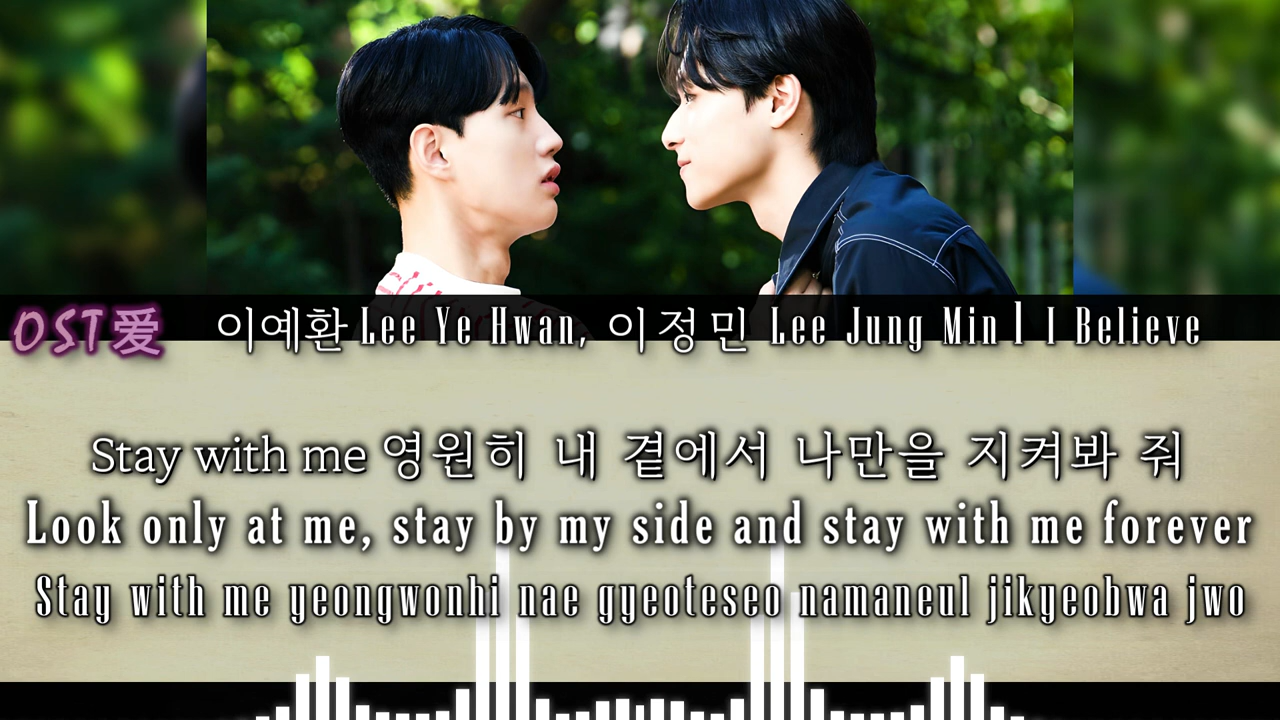 OST爱 이예환 Lee Ye Hwan, 이정민 Lee Jung Min | I Believe
Stay with me 영원히 내 곁에서 나만을 지켜봐 줘
Look only at me, stay by my side and stay with me forever
Stay with me yeongwonhi nae gyeoteseo namaneul jikyeobwa jwo